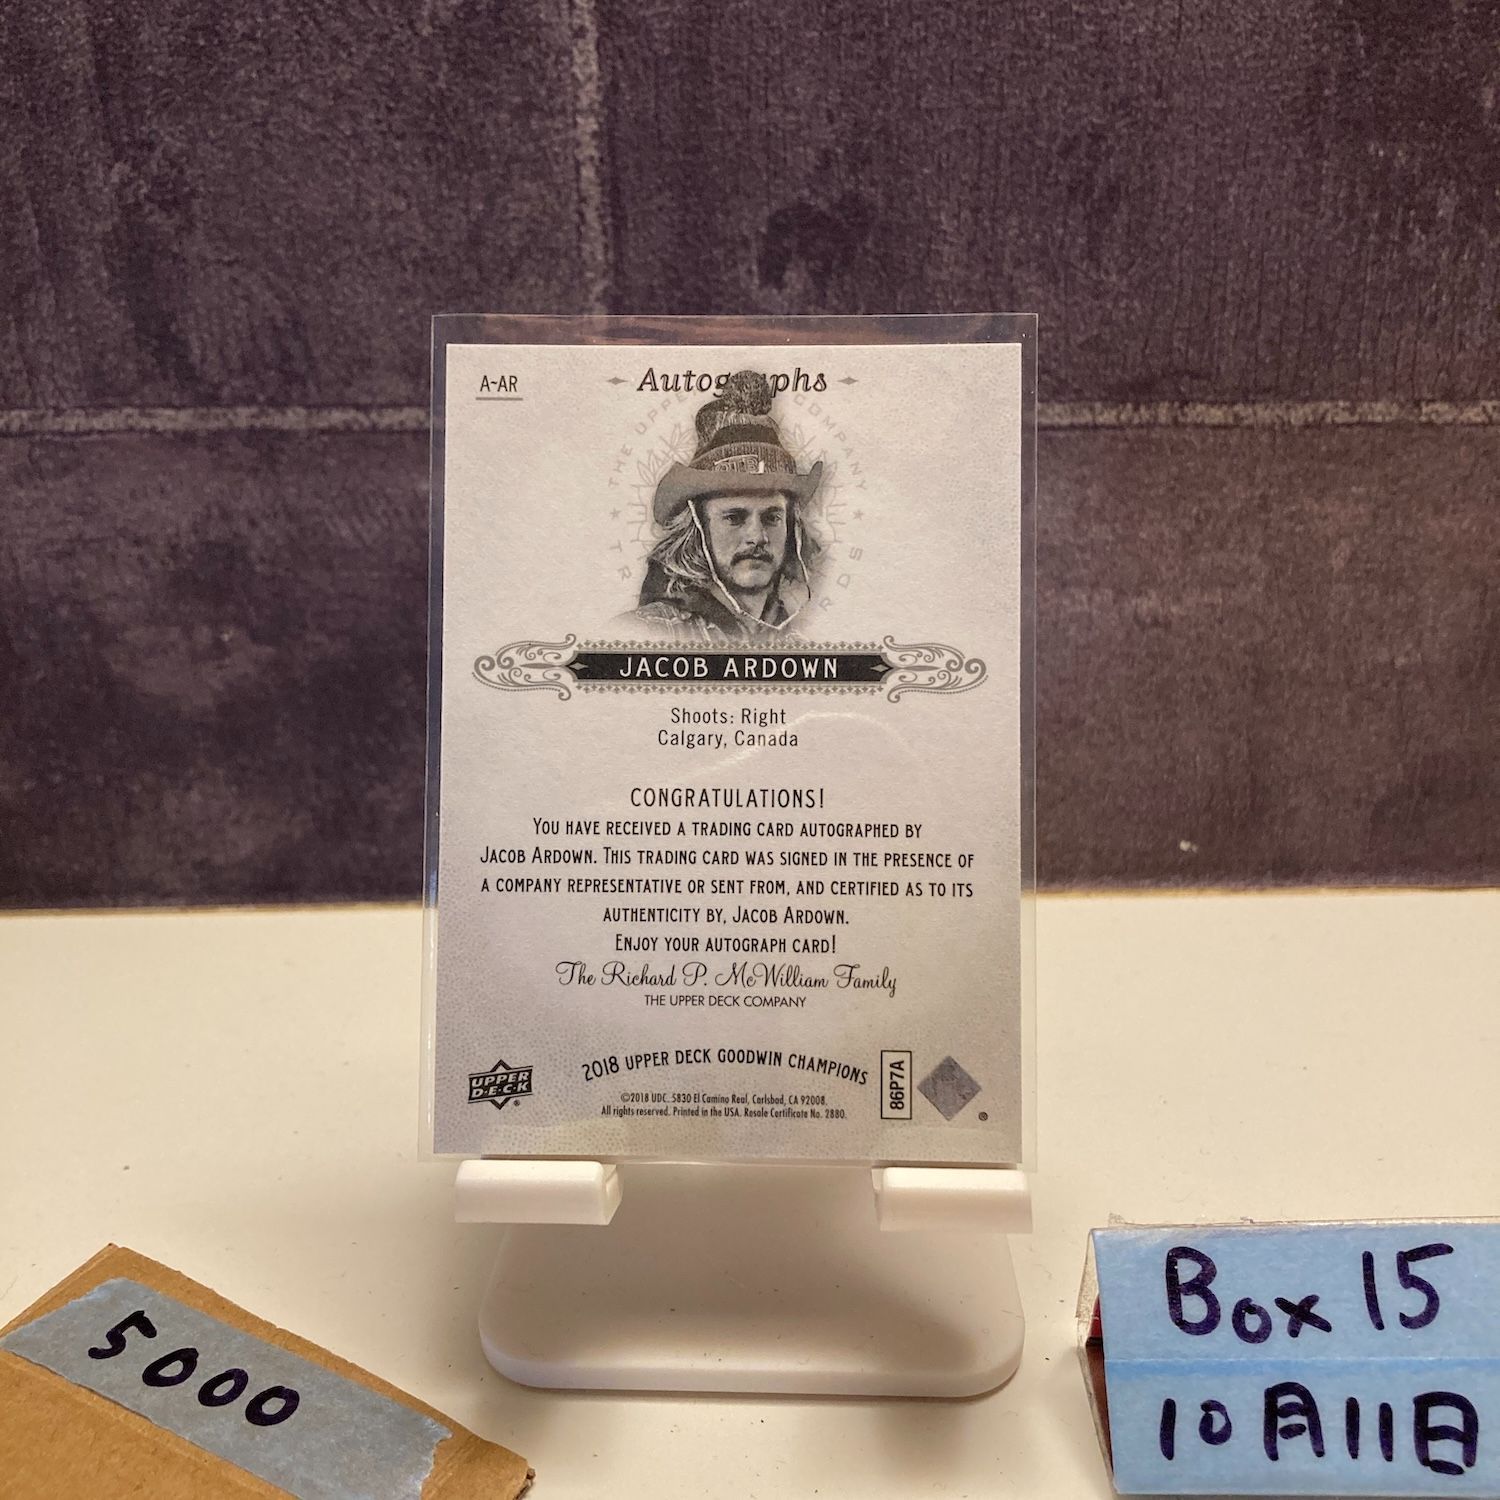 A-AR
Autographs
JACOB ARDOWN
Shoots: Right
Calgary, Canada
CONGRATULATIONS!
YOU HAVE RECEIVED A TRADING CARD AUTOGRAPHED BY
JACOB ARDOWN. THIS TRADING CARD WAS SIGNED IN THE PRESENCE OF
A COMPANY REPRESENTATIVE OR SENT FROM, AND CERTIFIED AS TO ITS
AUTHENTICITY BY, JACOB ARDOWN.
ENJOY YOUR AUTOGRAPH CARD!
The Richard P. McWilliam Family
THE UPPER DECK COMPANY
UPPER
D·E·C·K
2018 UPPER DECK GOODWIN CHAMPIONS
86P7A
©2018 UDC. 5830 El Camino Real, Carlsbad, CA 92008.
All rights reserved. Printed in the USA. Resale Certificate No. 2880.
5000
Box 15
10月11日